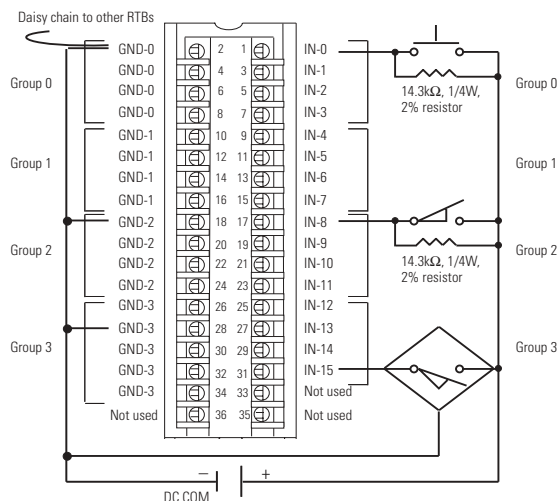 Daisy chain to other RTBs
GND-0 2 1 IN-0
GND-0 4 3 IN-1
Group 0 GND-0 6 5 IN-2 14.3kΩ, 1/4W, Group 0
GND-0 8 7 IN-3 2% resistor
GND-1 10 9 IN-4
Group 1 GND-1 12 11 IN-5 Group 1
GND-1 14 13 IN-6
GND-1 16 15 IN-7
GND-2 18 17 IN-8
GND-2 20 19 IN-9
Group 2 GND-2 22 21 IN-10 14.3kΩ, 1/4W, Group 2
GND-2 24 23 IN-11 2% resistor
GND-3 26 25 IN-12
GND-3 28 27 IN-13
Group 3 GND-3 30 29 IN-14 Group 3
GND-3 32 31 IN-15
GND-3 34 33 Not used
Not used 36 35 Not used
– +
DC COM